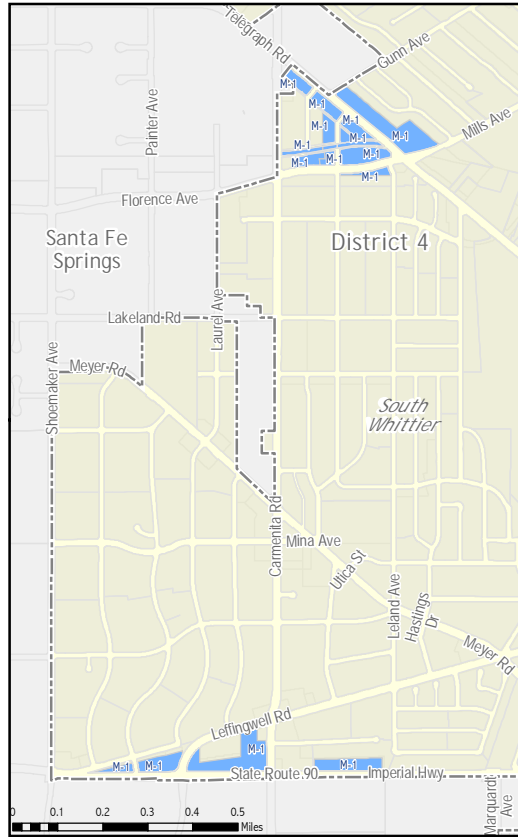 Telegraph Rd
Gunn Ave
M-1
M-1
Painter Ave
M-1
M-1
M-1
M-1
Mills Ave
M-1
M-1
M-1
M-1
M-1
Florence Ave
Santa Fe
Springs
District 4
Laurel Ave
Lakeland Rd
Shoemaker Ave
Meyer Rd
South
Whittier
Carmenita Rd
Mina Ave
Utica St
Leland Ave
Hastings
Dr
Meyer Rd
Leffingwell Rd
M-1
M-1
M-1
M-1
State Route 90
Imperial Hwy
Marquardt
Ave
0 0.1 0.2 0.3 0.4 0.5
Miles